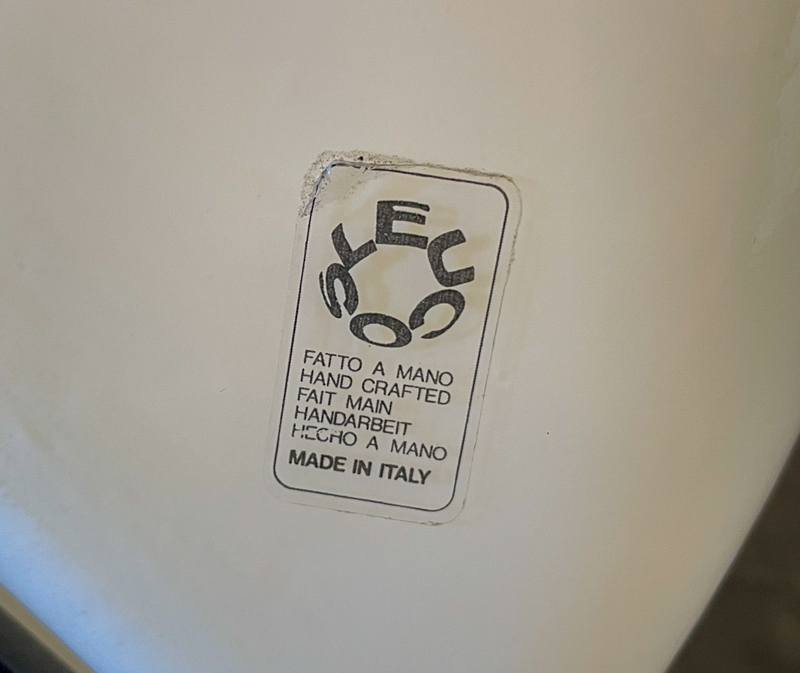 LEUCOS
FATTO A MANO
HAND CRAFTED
FAIT MAIN
HANDARBEIT
HECHO A MANO
MADE IN ITALY